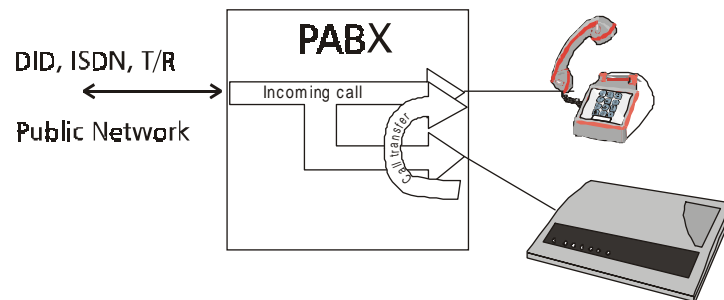 PABX
DID, ISDN, T/R
Incoming call
Public Network
Call transfer